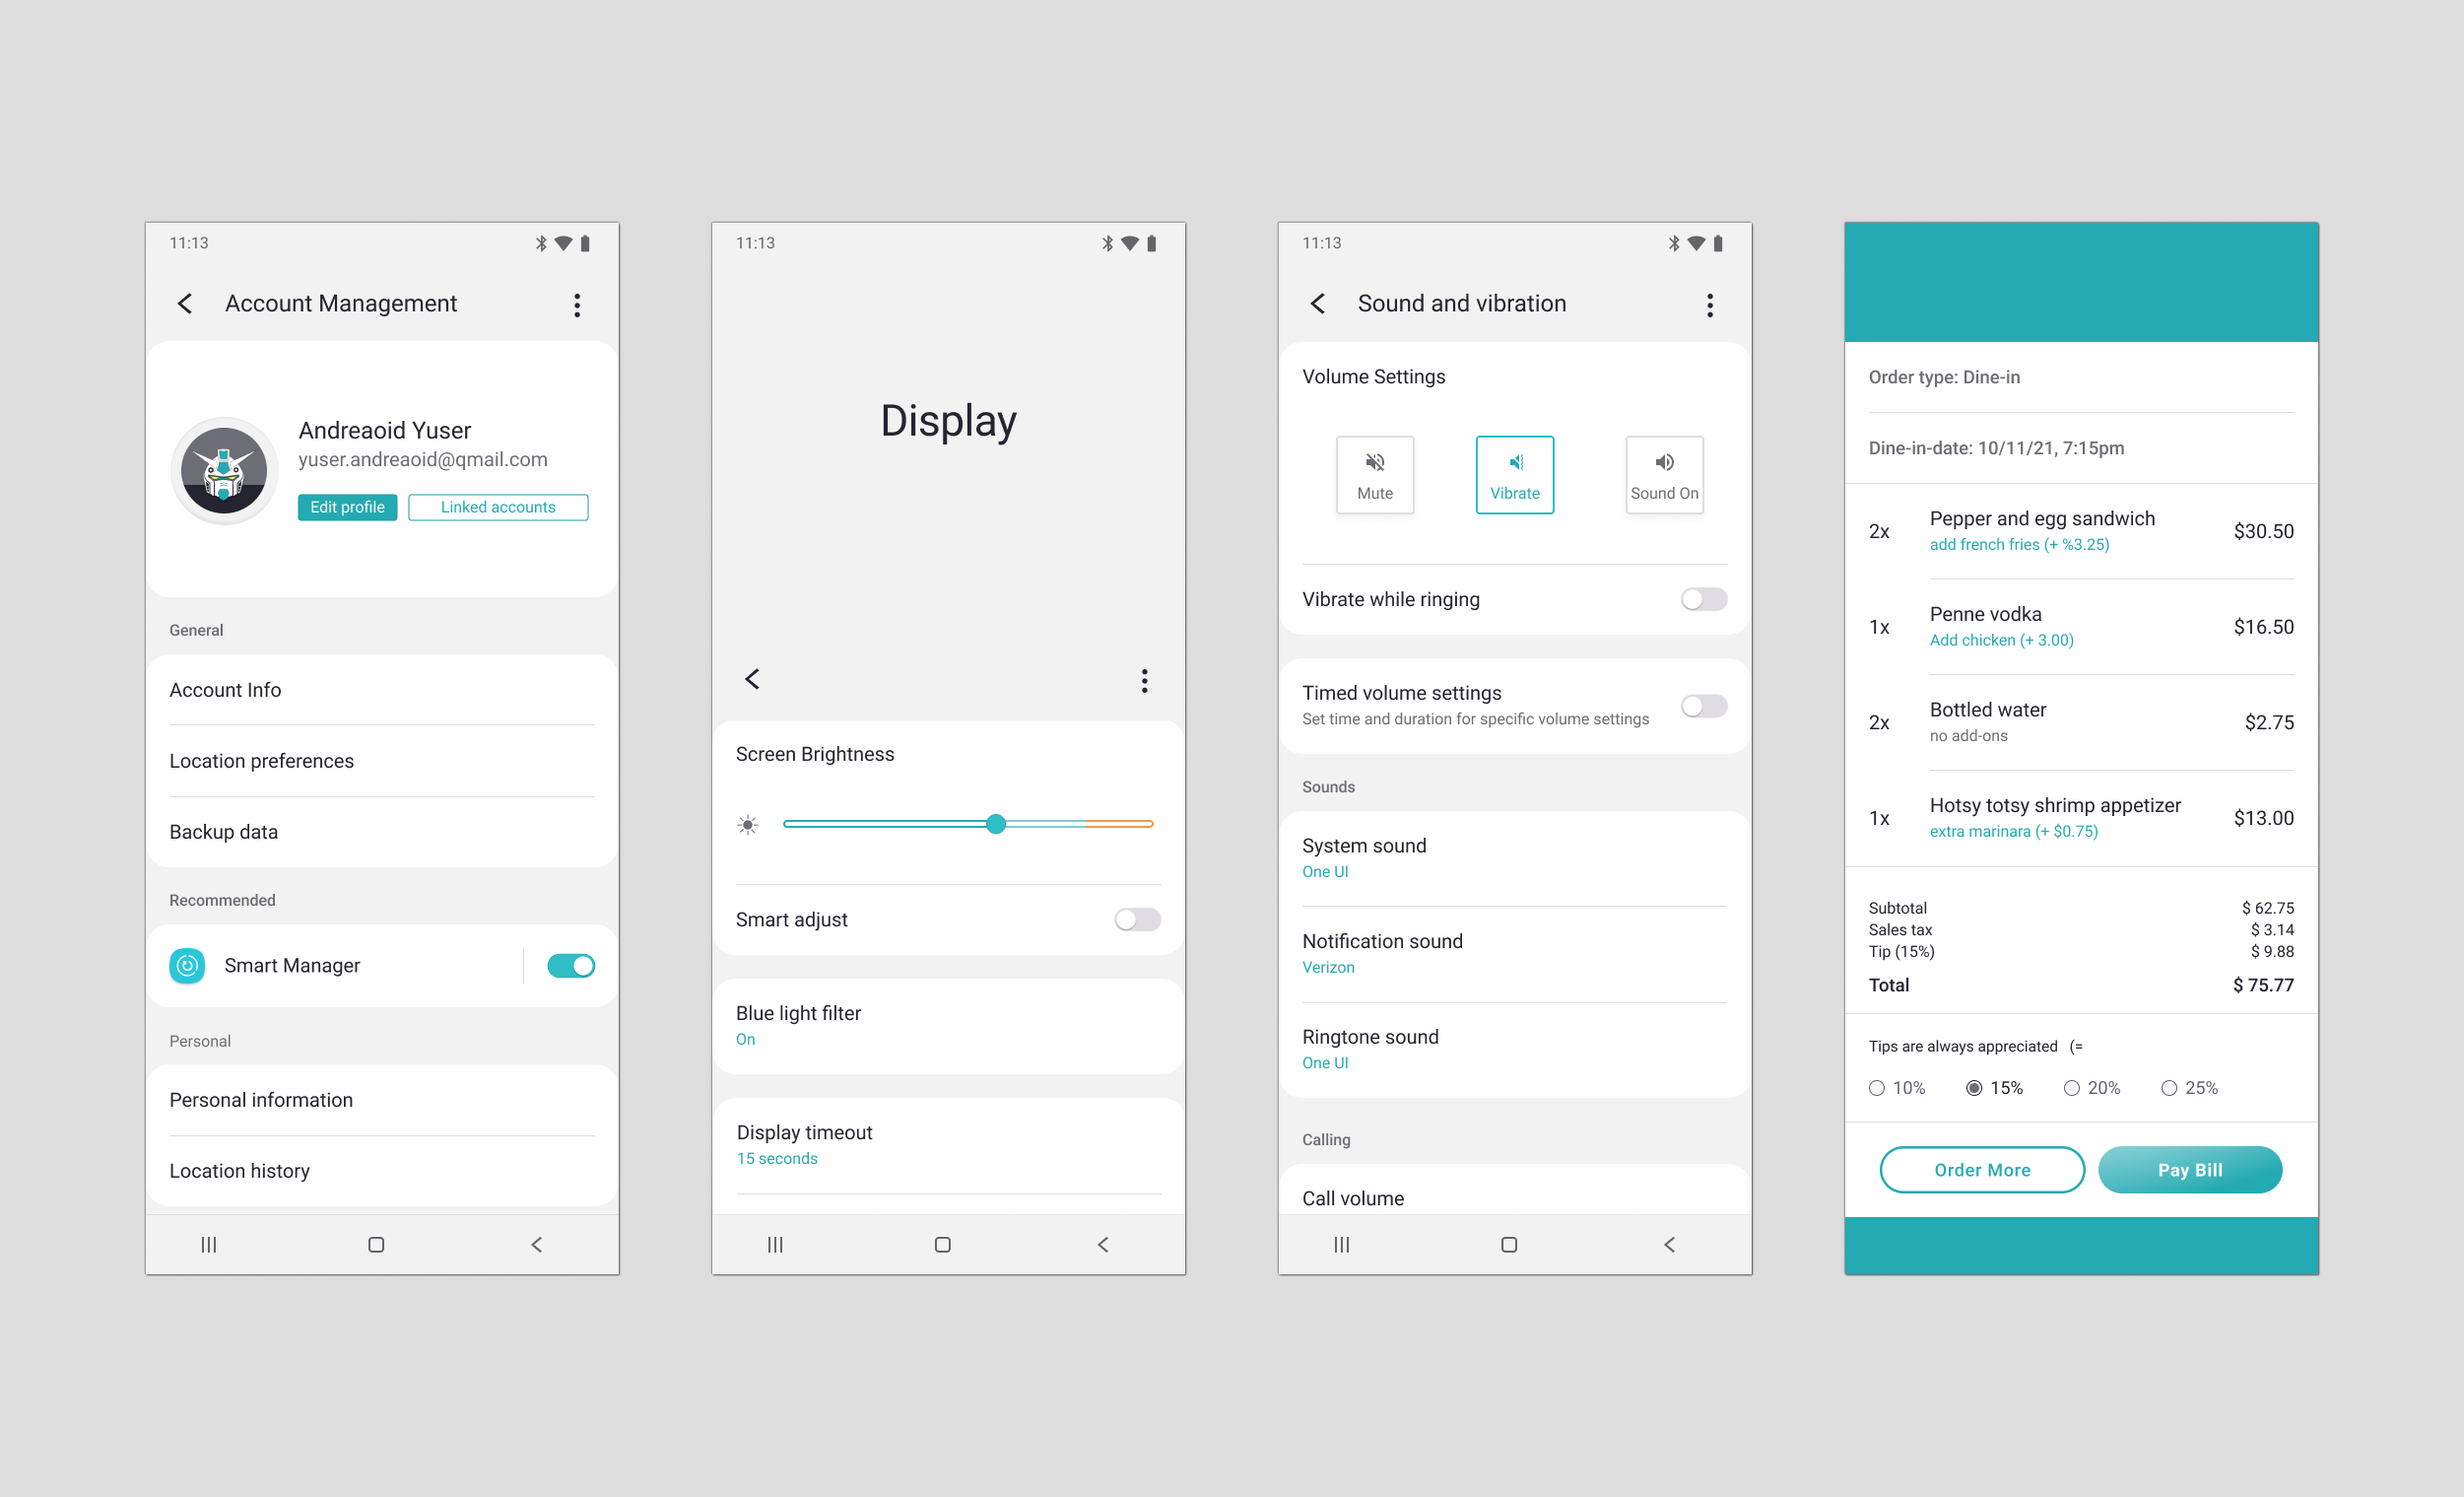 11:13
Account Management
Andreaoid Yuser
yuser.andreaoid@qmail.com
Edit profile
Linked accounts
General
Account Info
Location preferences
Backup data
Recommended
Smart Manager
Personal
Personal information
Location history
11:13
Display
Screen Brightness
Smart adjust
Blue light filter
On
Display timeout
15 seconds
11:13
Sound and vibration
Volume Settings
Mute
Vibrate
Sound On
Vibrate while ringing
Timed volume settings
Set time and duration for specific volume settings
Sounds
System sound
One UI
Notification sound
Verizon
Ringtone sound
One UI
Calling
Call volume
Order type: Dine-in
Dine-in-date: 10/11/21, 7:15pm
2x Pepper and egg sandwich $30.50
add french fries (+ %3.25)
1x Penne vodka $16.50
Add chicken (+ 3.00)
2x Bottled water $2.75
no add-ons
1x Hotsy totsy shrimp appetizer $13.00
extra marinara (+ $0.75)
Subtotal $ 62.75
Sales tax $ 3.14
Tip (15%) $ 9.88
Total $ 75.77
Tips are always appreciated (=
10% 15% 20% 25%
Order More
Pay Bill